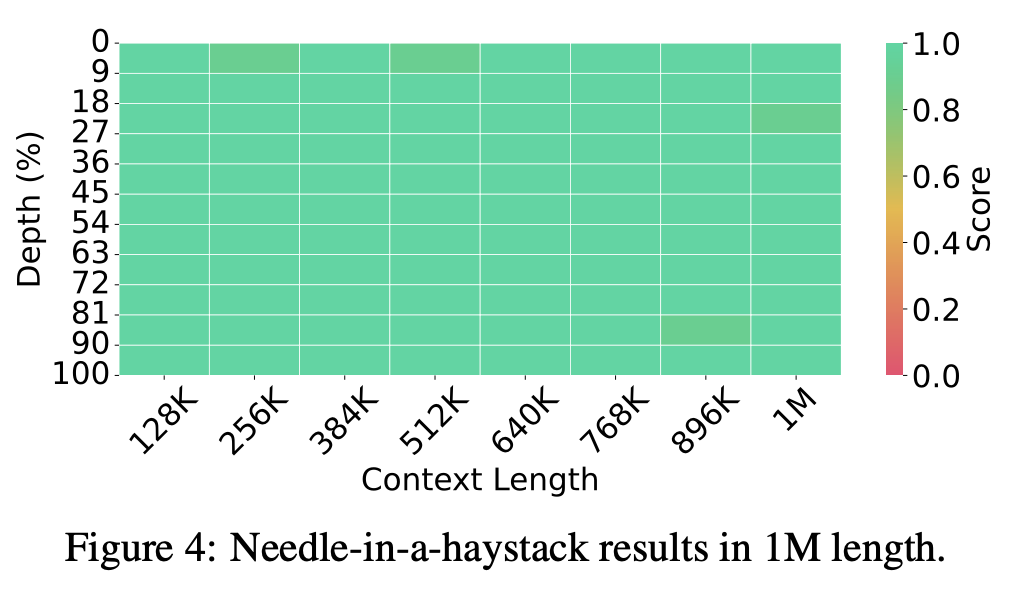 Depth (%)
0
9
18
27
36
45
54
63
72
81
90
100
128K
256K
384K
512K
640K
768K
896K
1M
Context Length
1.0
0.8
0.6
0.4
0.2
0.0
Score
Figure 4: Needle-in-a-haystack results in 1M length.